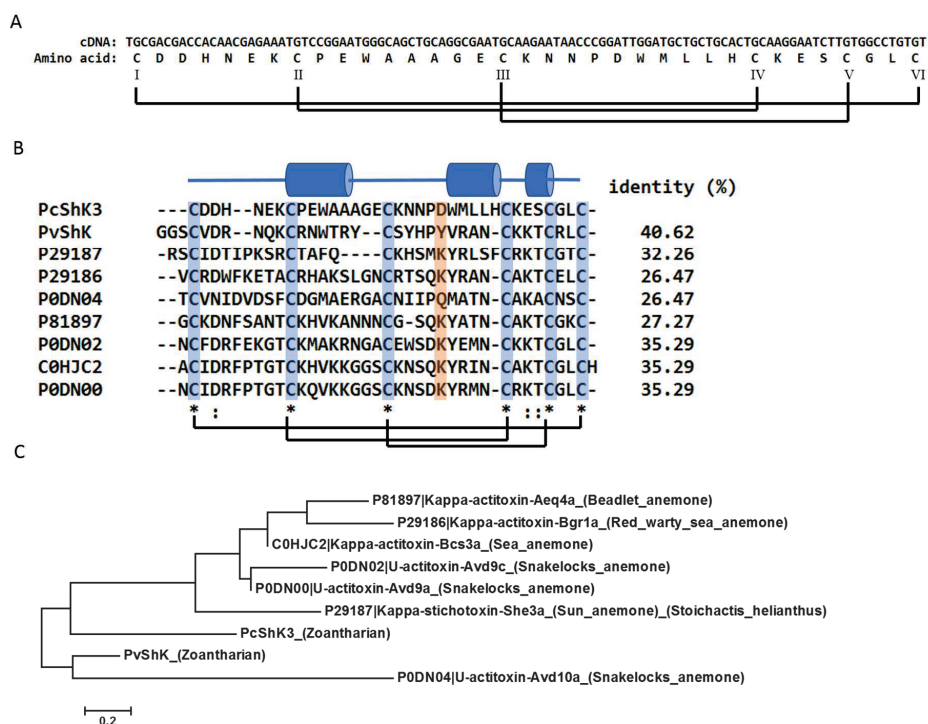 A
cDNA: TGCGACGACCACAACGAGAAATGTCCGGAATGGGCAGCTGCAGGCGAATGCAAGAATAACCCGGATTGGATGCTGCTGCACTGCAAGGAATCTTGTGGCCTGTGT
Amino acid: C D D H N E K C P E W A A A G E C K N N P D W M L L H C K E S C G L C
I II III IV V VI
B
identity (%)
PcShK3 ---CDDH--NEKCPEWAAAGECKNNPDWMLLHCKESCGLC-
PvShK GGSCVDR--NQKCRNWTRY--CSYHPYVRAN-CKKTCRLC- 40.62
P29187 -RSCIDTIPKSRCTAFQ----CKHSMKYRLSFCRKTCGTC- 32.26
P29186 --VCRDWFKETACRHAKSLGNCRTSQKYRAN-CAKTCELC- 26.47
P0DN04 --TCVNIDVDSFCDGMAERGACNIIPQMATN-CAKACNSC- 26.47
P81897 --GCKDNFSANTCKHVKANNNCG-SQKYATN-CAKTCGKC- 27.27
P0DN02 --NCFDRFEKGTCKMAKRNGACEWSDKYEMN-CKKTCGLC- 35.29
C0HJC2 --ACIDRFPTGTCKHVKKGGSCKNSQKYRIN-CAKTCGLCH 35.29
P0DN00 --NCIDRFPTGTCKQVKKGGSCKNSDKYRMN-CRKTCGLC- 35.29
* : * * * ::* *
C
P81897|Kappa-actitoxin-Aeq4a_(Beadlet_anemone)
P29186|Kappa-actitoxin-Bgr1a_(Red_warty_sea_anemone)
C0HJC2|Kappa-actitoxin-Bcs3a_(Sea_anemone)
P0DN02|U-actitoxin-Avd9c_(Snakelocks_anemone)
P0DN00|U-actitoxin-Avd9a_(Snakelocks_anemone)
P29187|Kappa-stichotoxin-She3a_(Sun_anemone)_(Stoichactis_helianthus)
PcShK3_(Zoantharian)
PvShK_(Zoantharian)
P0DN04|U-actitoxin-Avd10a_(Snakelocks_anemone)
0.2